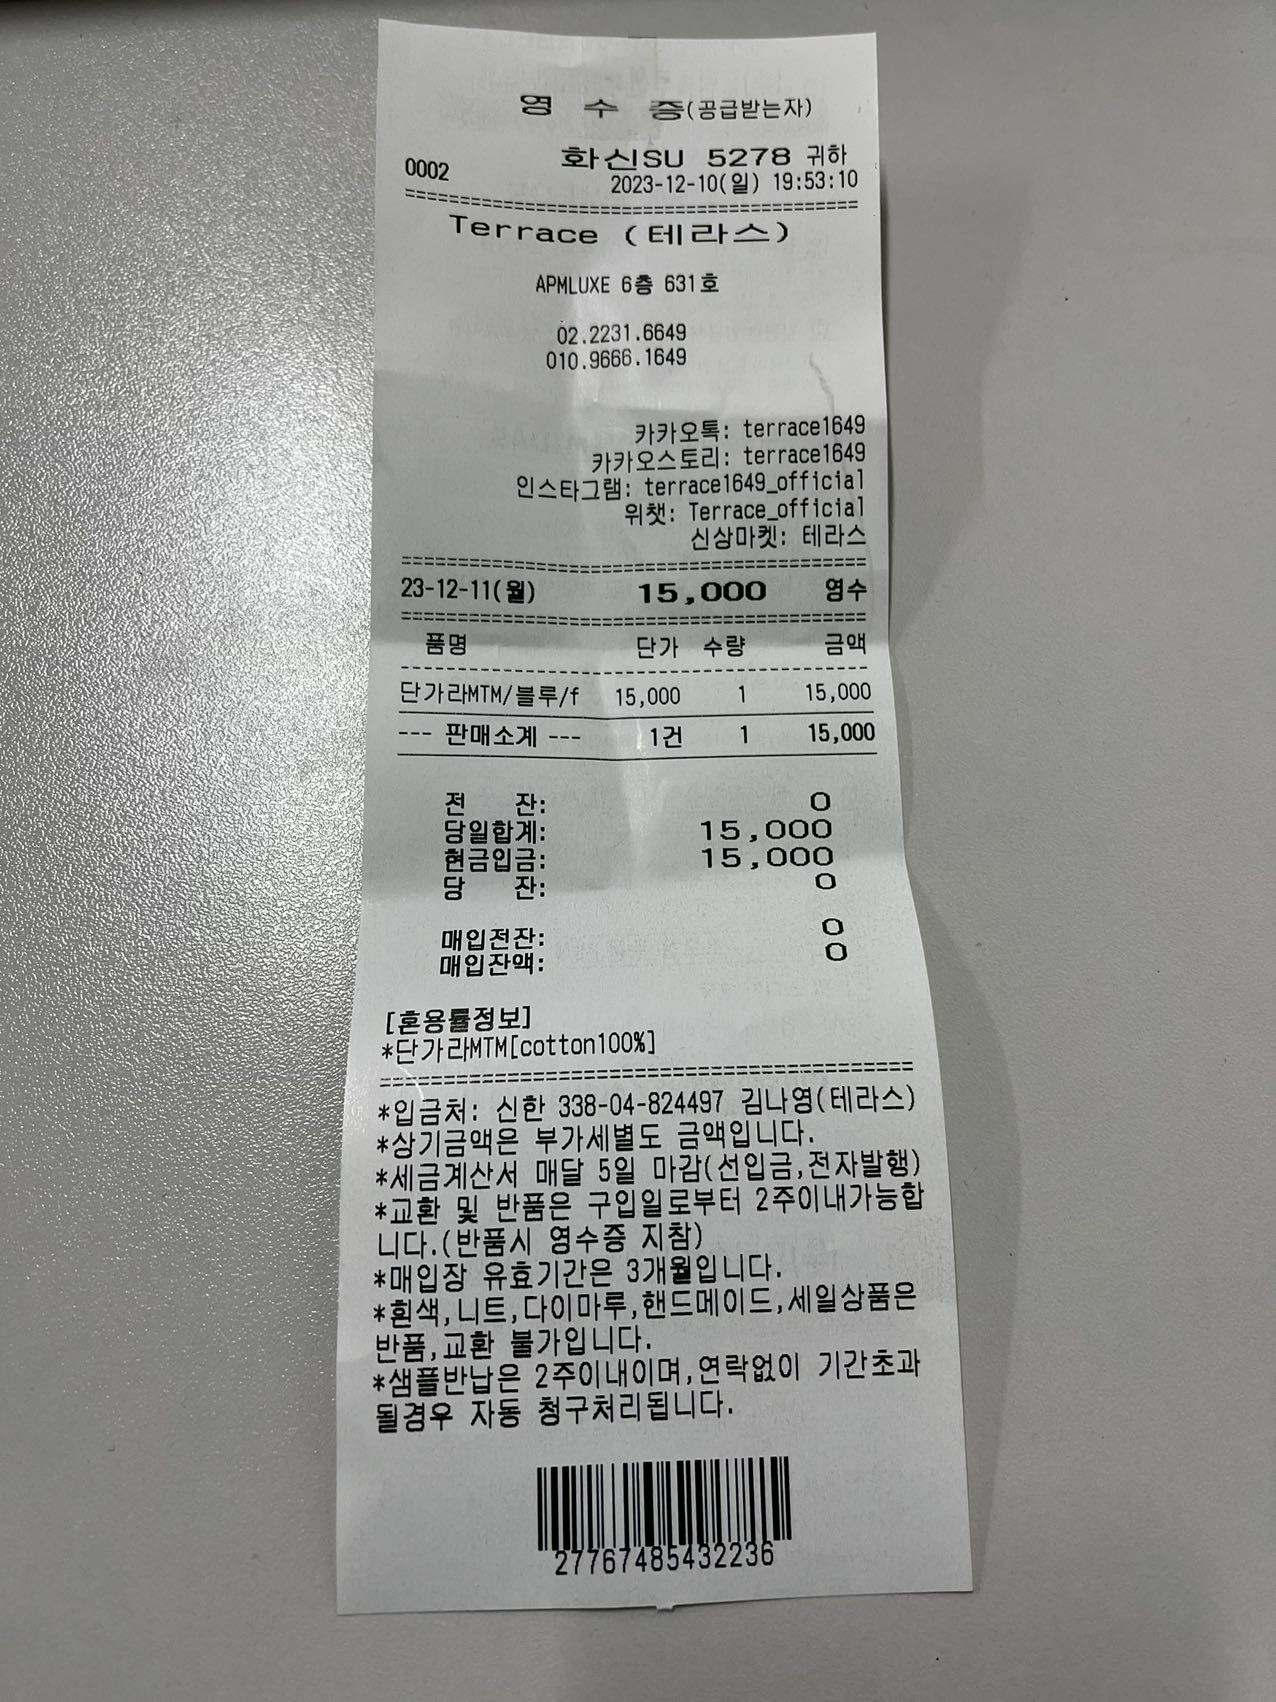 영 수 증(공급받는자)
0002 화신SU 5278 귀하
2023-12-10(일) 19:53:10
Terrace (테라스)
APMLUXE 6층 631호
02.2231.6649
010.9666.1649
카카오톡: terrace1649
카카오스토리: terrace1649
인스타그램: terrace1649_official
위챗: Terrace_official
신상마켓: 테라스
23-12-11(월) 15,000 영수
품명 단가 수량 금액
단가라MTM/블루/f 15,000 1 15,000
--- 판매소계 --- 1건 1 15,000
전 잔: 0
당일합계: 15,000
현금입금: 15,000
당 잔: 0
매입전잔: 0
매입잔액: 0
[혼용률정보]
*단가라MTM[cotton100%]
*입금처: 신한 338-04-824497 김나영(테라스)
*상기금액은 부가세별도 금액입니다.
*세금계산서 매달 5일 마감(선입금,전자발행)
*교환 및 반품은 구입일로부터 2주이내가능합
니다.(반품시 영수증 지참)
*매입장 유효기간은 3개월입니다.
*흰색,니트,다이마루,핸드메이드,세일상품은
반품,교환 불가입니다.
*샘플반납은 2주이내이며,연락없이 기간초과
될경우 자동 청구처리됩니다.
27767485432236